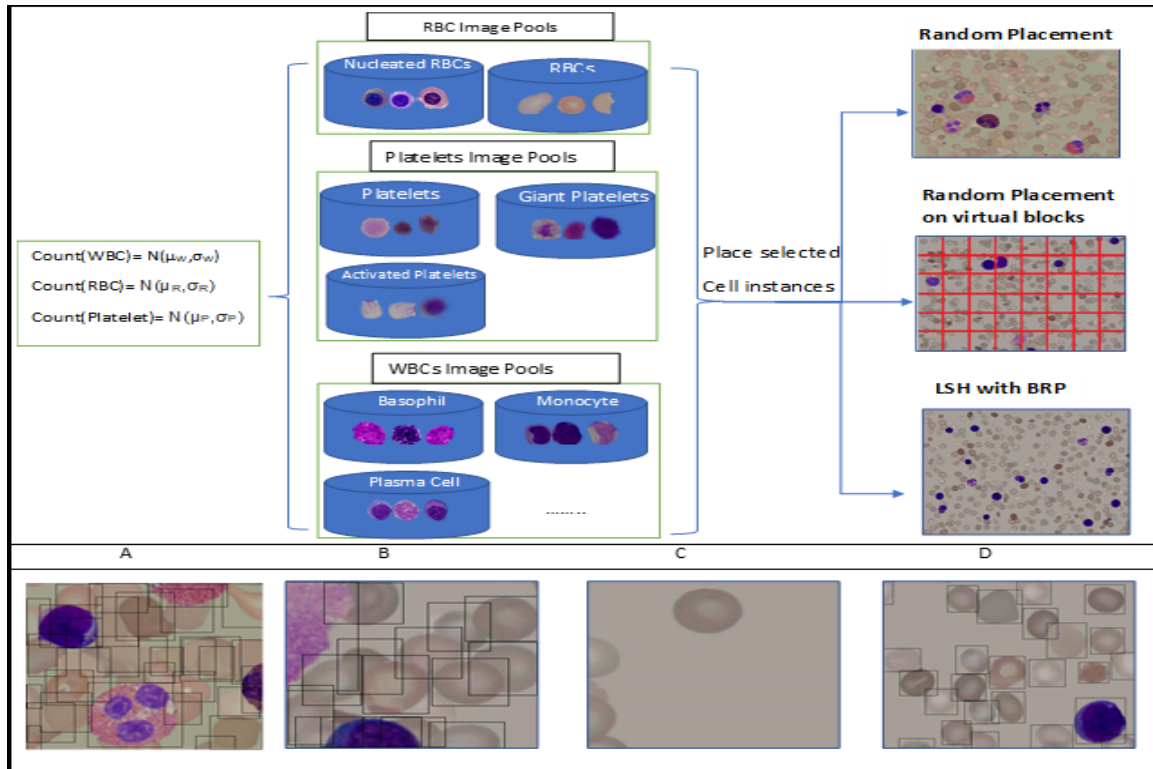 RBC Image Pools
Nucleated RBCs
RBCs
Platelets Image Pools
Platelets
Giant Platelets
Activated Platelets
WBCs Image Pools
Basophil
Monocyte
Plasma Cell
........
Count(WBC)= N(μw,σw)
Count(RBC)= N(μR,σR)
Count(Platelet)= N(μP,σP)
Place selected
Cell instances
Random Placement
Random Placement
on virtual blocks
LSH with BRP
A B C D